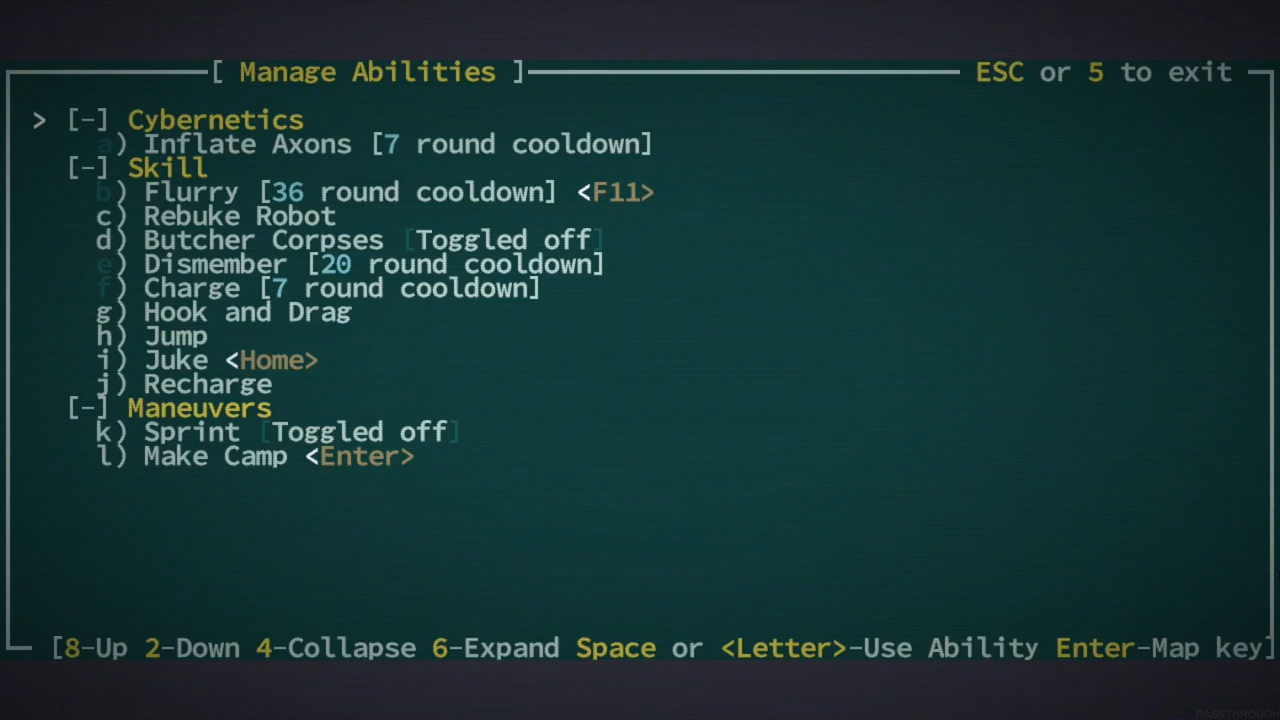 [ Manage Abilities ] ESC or 5 to exit
> [-] Cybernetics
a) Inflate Axons [7 round cooldown]
[-] Skill
b) Flurry [36 round cooldown] <F11>
c) Rebuke Robot
d) Butcher Corpses [Toggled off]
e) Dismember [20 round cooldown]
f) Charge [7 round cooldown]
g) Hook and Drag
h) Jump
i) Juke <Home>
j) Recharge
[-] Maneuvers
k) Sprint [Toggled off]
l) Make Camp <Enter>
[8-Up 2-Down 4-Collapse 6-Expand Space or <Letter>-Use Ability Enter-Map key]